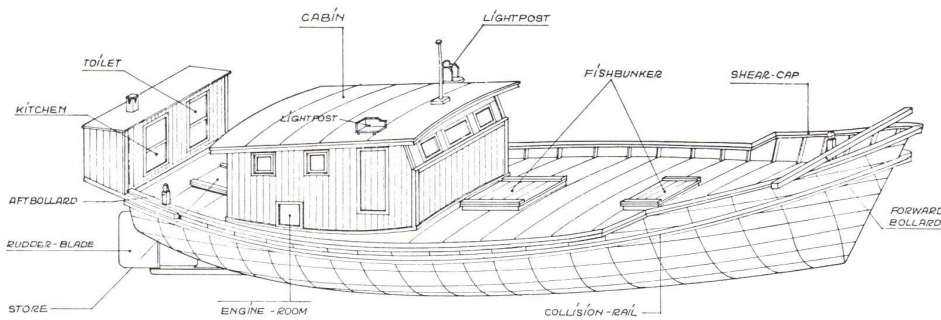 CABIN
LIGHTPOST
TOILET
FISHBUNKER
SHEAR-CAP
KITCHEN
LIGHTPOST
AFTBOLLARD
FORWARD
BOLLARD
RUDDER-BLADE
STORE
ENGINE-ROOM
COLLISION-RAIL